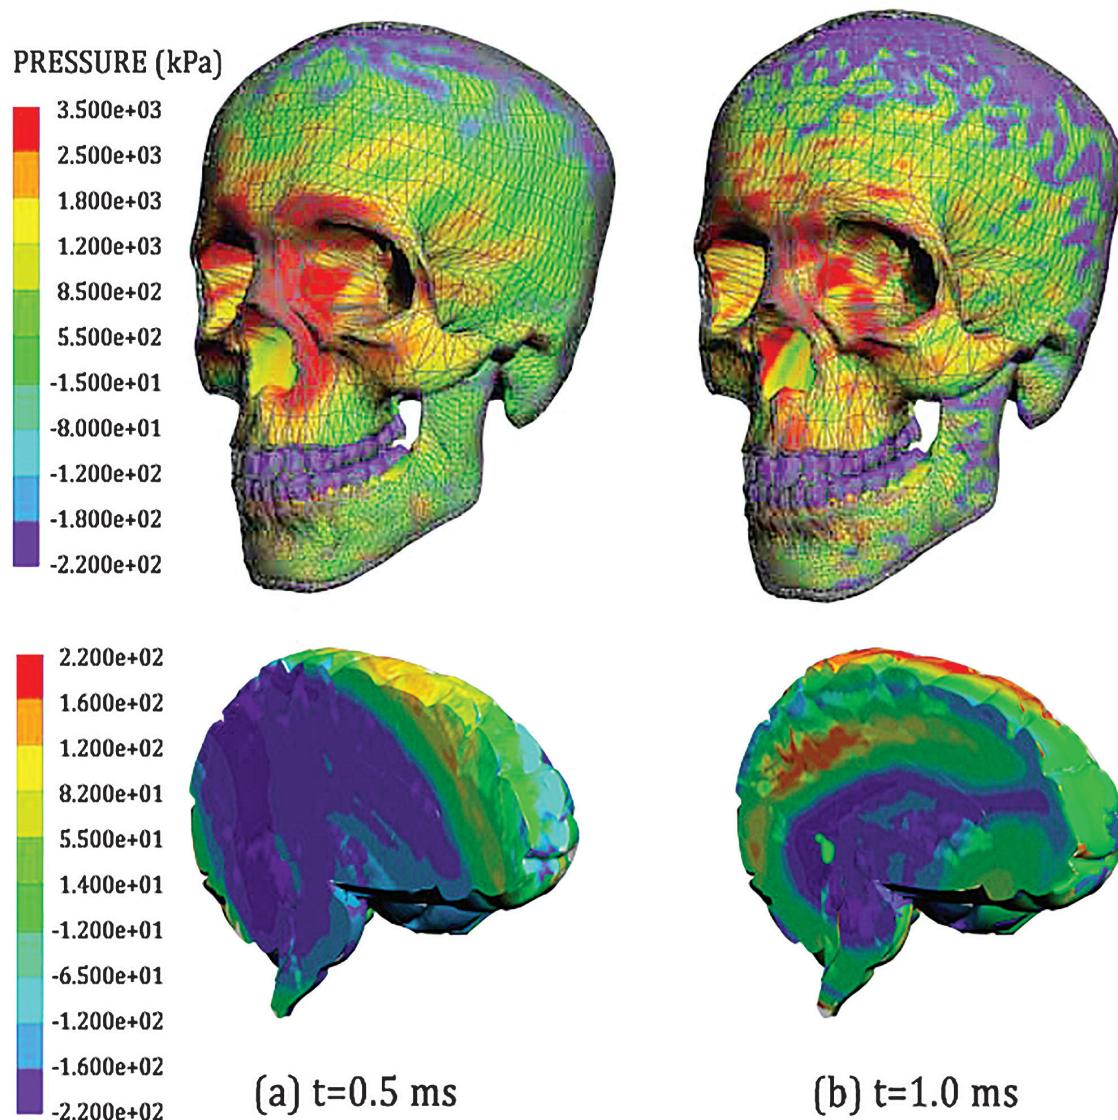 PRESSURE (kPa)
3.500e+03
2.500e+03
1.800e+03
1.200e+03
8.500e+02
5.500e+02
-1.500e+01
-8.000e+01
-1.200e+02
-1.800e+02
-2.200e+02
2.200e+02
1.600e+02
1.200e+02
8.200e+01
5.500e+01
1.400e+01
-1.200e+01
-6.500e+01
-1.200e+02
-1.600e+02
-2.200e+02
(a) t=0.5 ms
(b) t=1.0 ms